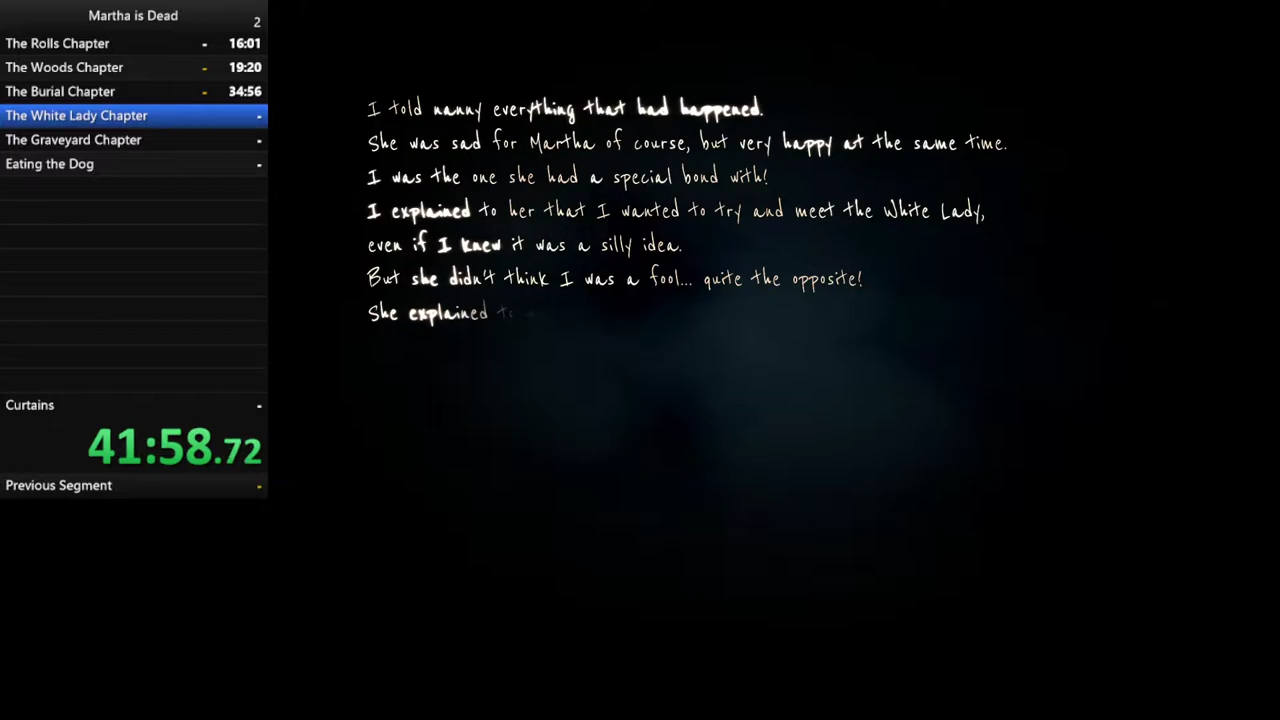 Martha is Dead
2
The Rolls Chapter - 16:01
The Woods Chapter - 19:20
The Burial Chapter - 34:56
The White Lady Chapter -
The Graveyard Chapter -
Eating the Dog -
Curtains -
41:58.72
Previous Segment -
I told nanny everything that had happened.
She was sad for Martha of course, but very happy at the same time.
I was the one she had a special bond with!
I explained to her that I wanted to try and meet the White Lady,
even if I knew it was a silly idea.
But she didn't think I was a fool... quite the opposite!
She explained to